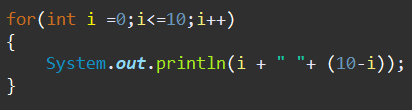 for(int i =0;i<=10;i++)
{
    System.out.println(i + " "+ (10-i));
}